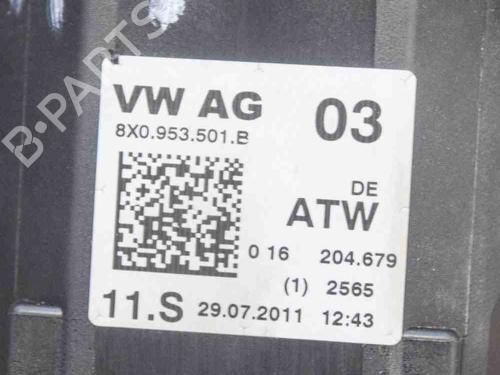 B-PARTS
VW AG 03
8X0.953.501.B
DE
ATW
0 16 204.679
(1) 2565
11.S 29.07.2011 12:43